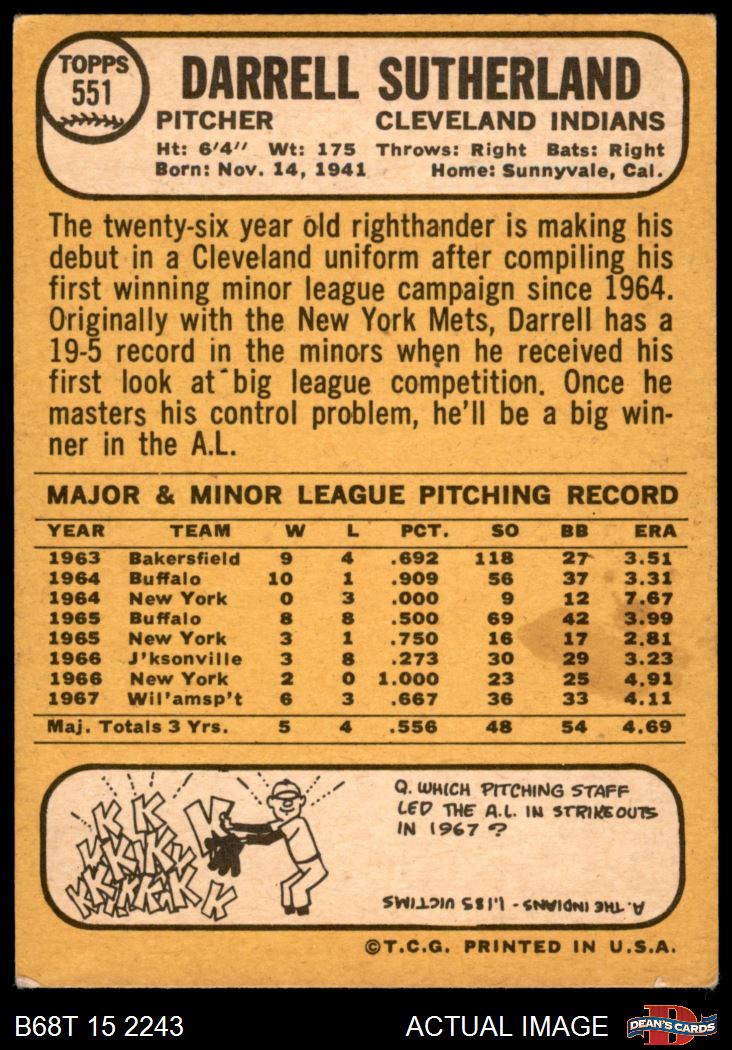 TOPPS
551
DARRELL SUTHERLAND
PITCHER CLEVELAND INDIANS
Ht: 6'4" Wt: 175 Throws: Right Bats: Right
Born: Nov. 14, 1941 Home: Sunnyvale, Cal.
The twenty-six year old righthander is making his
debut in a Cleveland uniform after compiling his
first winning minor league campaign since 1964.
Originally with the New York Mets, Darrell has a
19-5 record in the minors when he received his
first look at big league competition. Once he
masters his control problem, he'll be a big win-
ner in the A.L.
MAJOR & MINOR LEAGUE PITCHING RECORD
YEAR TEAM W L PCT. SO BB ERA
1963 Bakersfield 9 4 .692 118 27 3.51
1964 Buffalo 10 1 .909 56 37 3.31
1964 New York 0 3 .000 9 12 7.67
1965 Buffalo 8 8 .500 69 42 3.99
1965 New York 3 1 .750 16 17 2.81
1966 J'ksonville 3 8 .273 30 29 3.23
1966 New York 2 0 1.000 23 25 4.91
1967 Wil'amsp't 6 3 .667 36 33 4.11
Maj. Totals 3 Yrs. 5 4 .556 48 54 4.69
K K K
K K K K K
K K K K K K K
Q. WHICH PITCHING STAFF
LED THE A.L. IN STRIKEOUTS
IN 1967 ?
A. THE INDIANS - 1,185 VICTIMS
©T.C.G. PRINTED IN U.S.A.
B68T 15 2243 ACTUAL IMAGE
D
DEAN'S CARDS